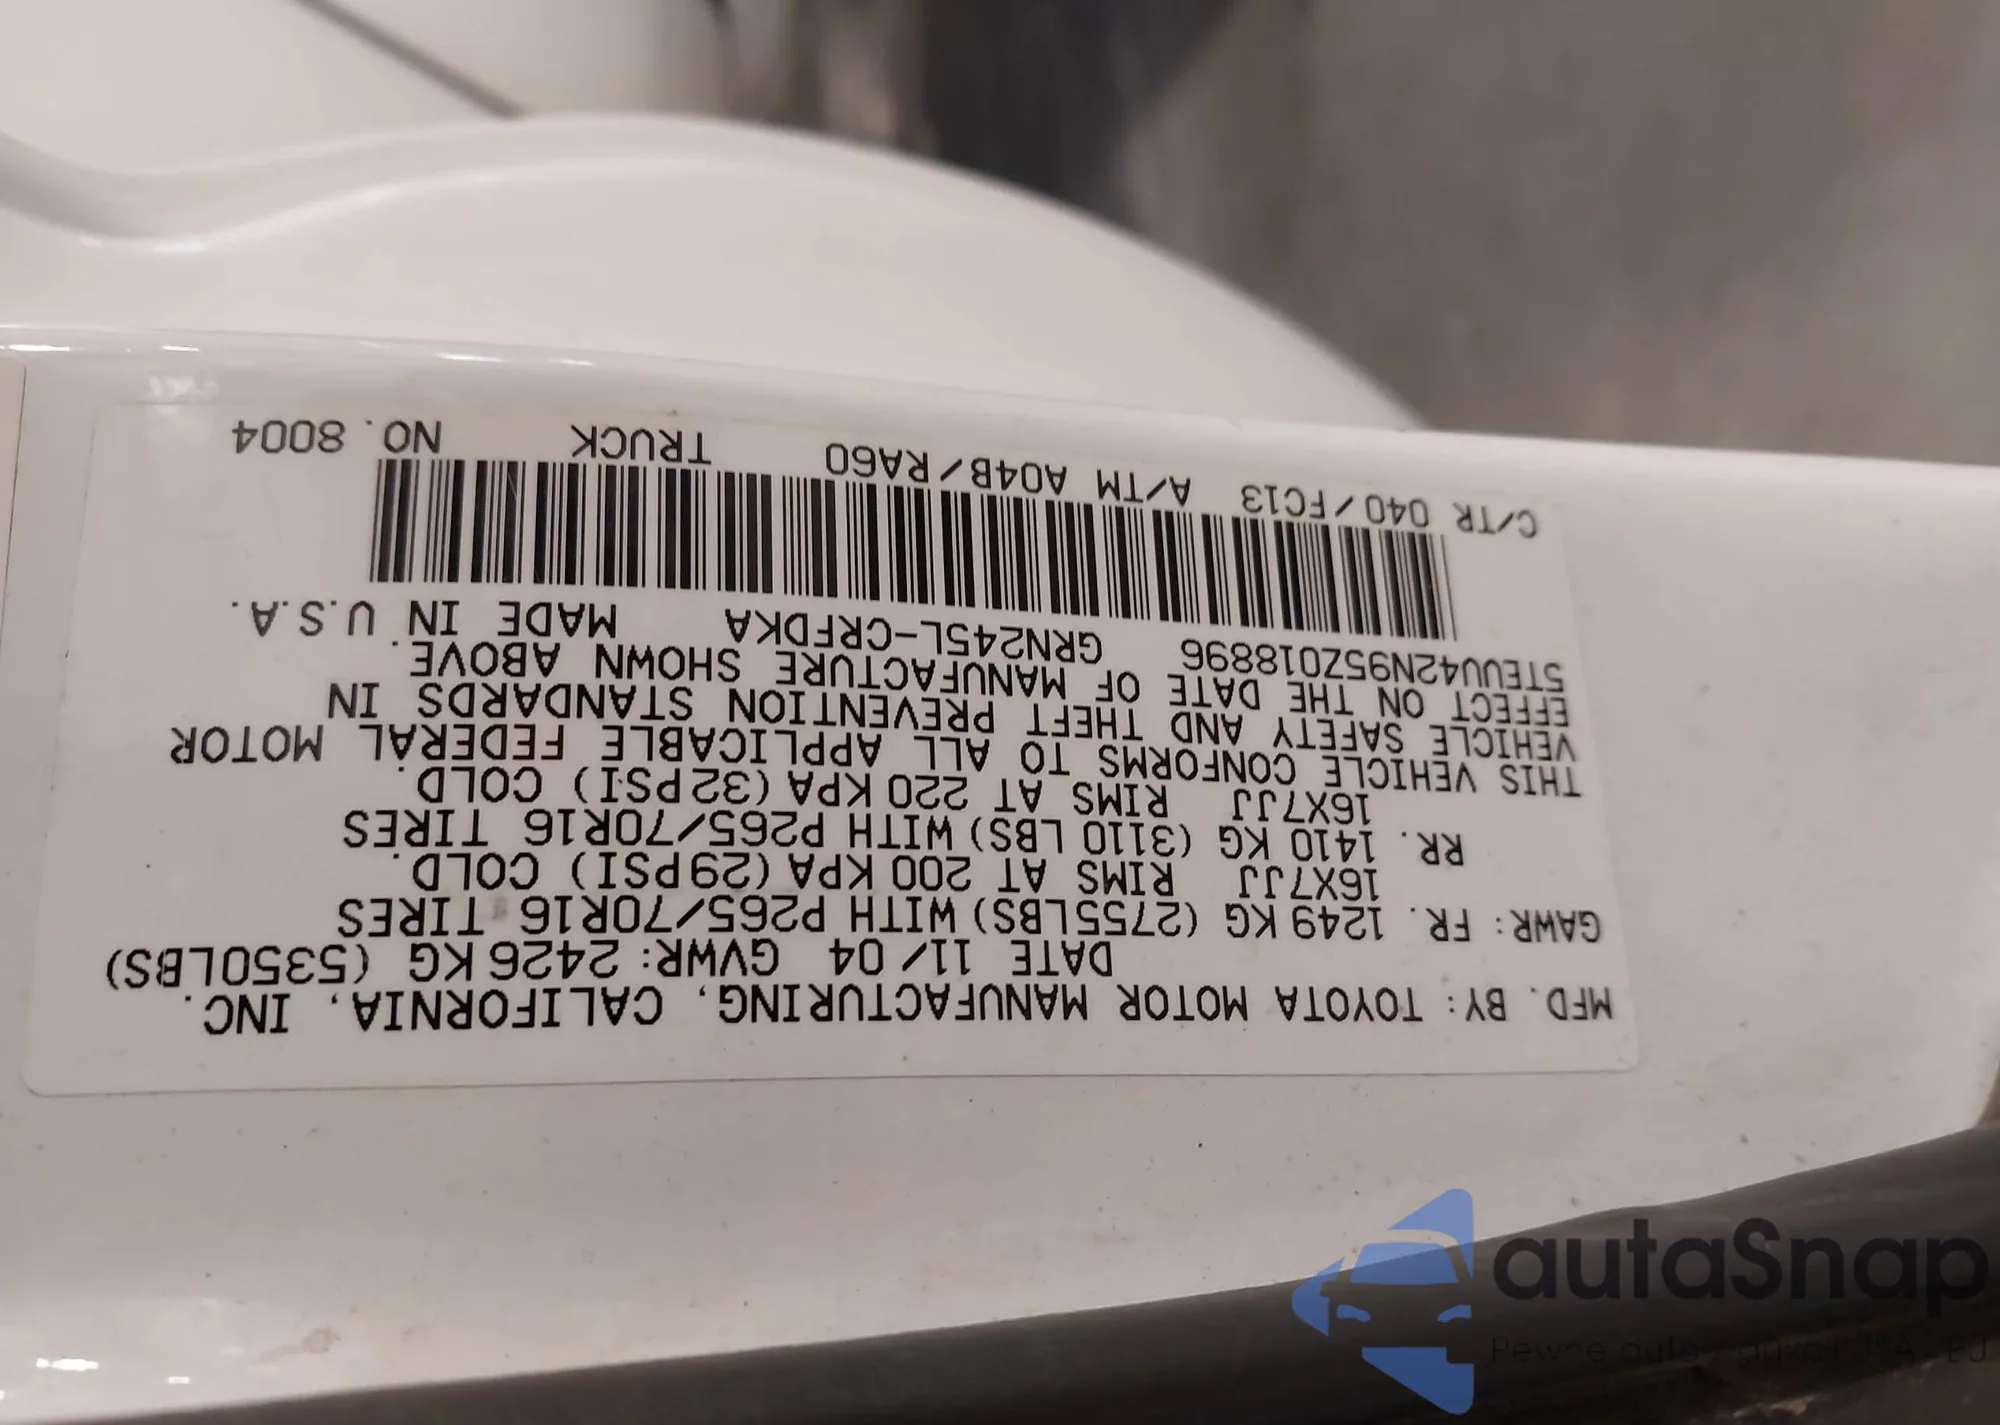 MFD. BY: TOYOTA MOTOR MANUFACTURING, CALIFORNIA, INC.
DATE 11/04 GVWR: 2426 KG (5350LBS)
GAWR: FR. 1249 KG (2755LBS) WITH P265/70R16 TIRES
16X7JJ RIMS AT 200 KPA (29PSI) COLD.
RR. 1410 KG (3110 LBS) WITH P265/70R16 TIRES
16X7JJ RIMS AT 220 KPA (32PSI) COLD.
THIS VEHICLE CONFORMS TO ALL APPLICABLE FEDERAL MOTOR
VEHICLE SAFETY AND THEFT PREVENTION STANDARDS IN
EFFECT ON THE DATE OF MANUFACTURE SHOWN ABOVE.
5TEUU42N95Z018896 GRN245L-CRFDKA MADE IN U.S.A.
C/TR 040/FC13 A/TM A04B/RA60 TRUCK NO. 8004
autaSnap
Pewne auta